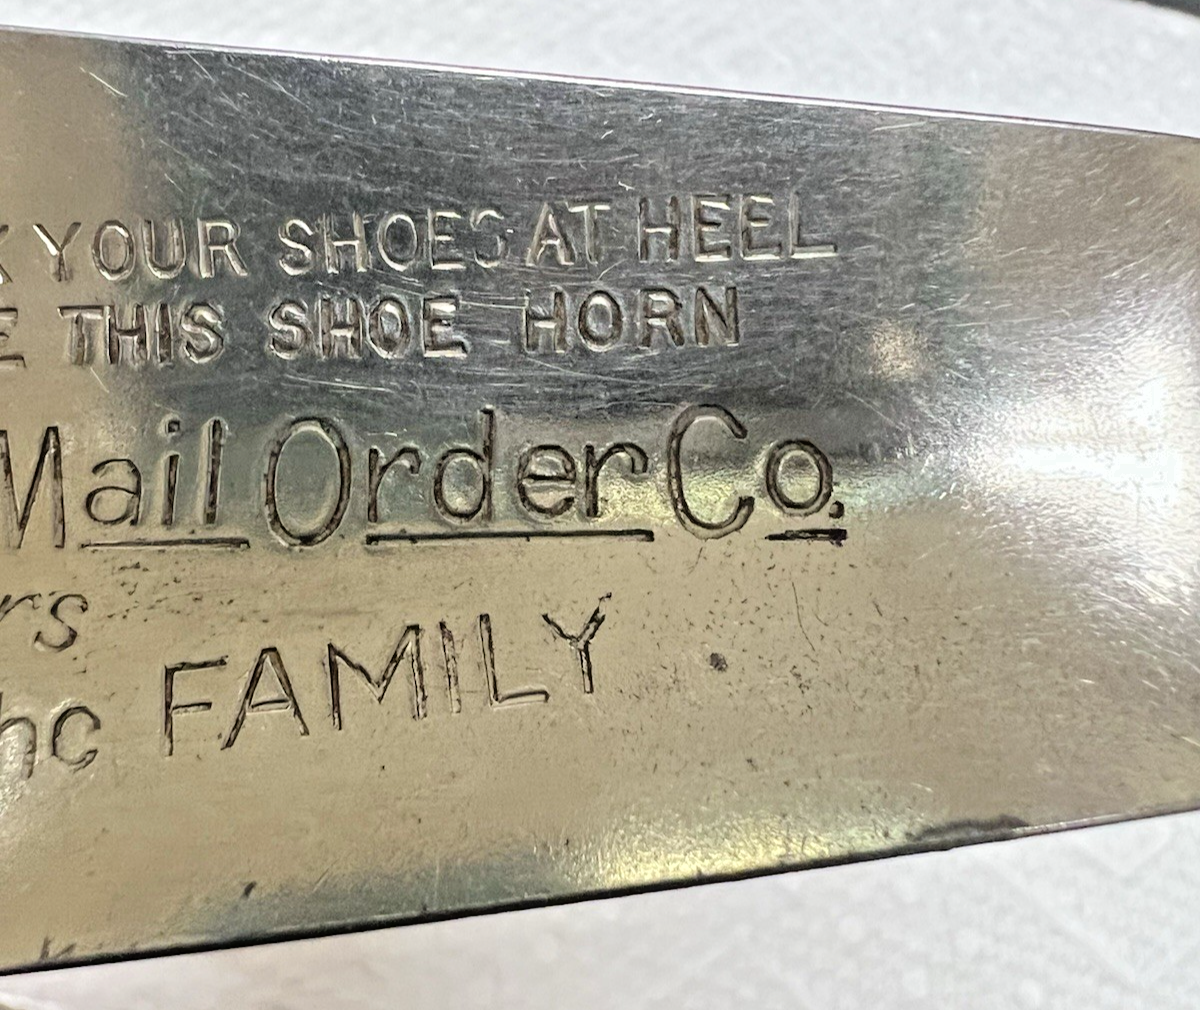 YOUR SHOES AT HEEL
THIS SHOE HORN
Mail Order Co.
FAMILY